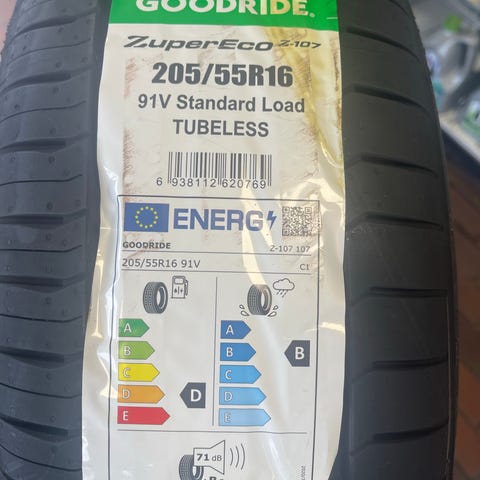 GOODRIDE®
ZuperEco Z-107
205/55R16
91V Standard Load
TUBELESS
6 938112 620769
ENERG
GOODRIDE Z-107 107
205/55R16 91V C1
A A
B B B
C C
D D D
E E
71 dB